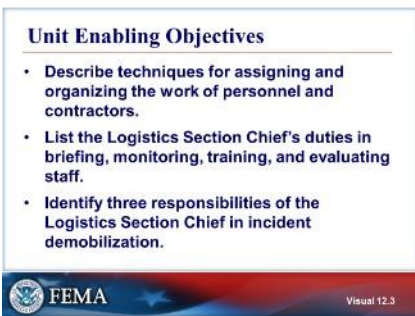 Unit Enabling Objectives
• Describe techniques for assigning and
organizing the work of personnel and
contractors.
• List the Logistics Section Chief's duties in
briefing, monitoring, training, and evaluating
staff.
• Identify three responsibilities of the
Logistics Section Chief in incident
demobilization.
FEMA
Visual 12.3